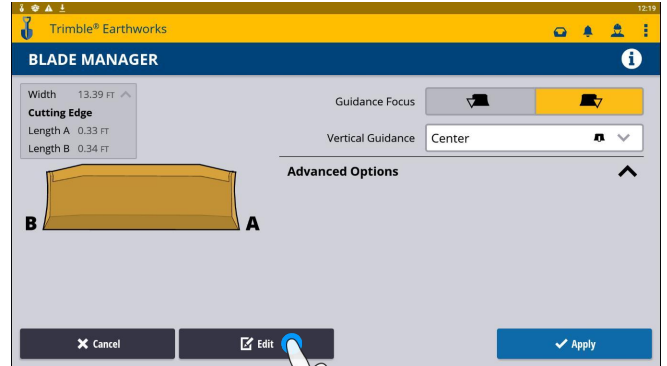 12:19
Trimble® Earthworks
BLADE MANAGER
Width 13.39 FT
Cutting Edge
Length A 0.33 FT
Length B 0.34 FT
Guidance Focus
Vertical Guidance Center
Advanced Options
B A
Cancel Edit Apply